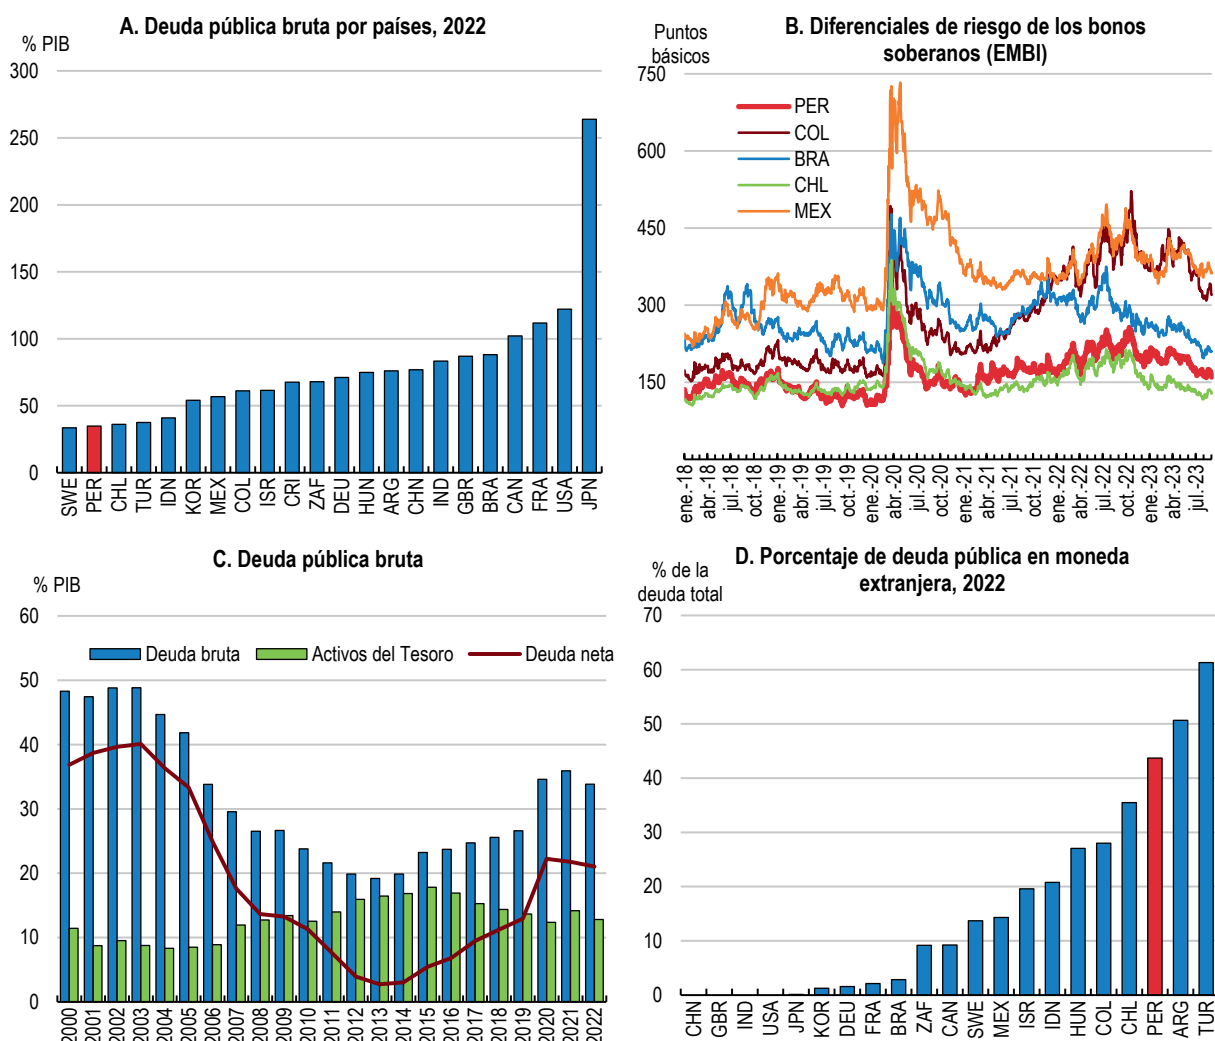 A. Deuda pública bruta por países, 2022
% PIB
300
250
200
150
100
50
0
SWE
PER
CHL
TUR
IDN
KOR
MEX
COL
ISR
CRI
ZAF
DEU
HUN
ARG
CHN
IND
GBR
BRA
CAN
FRA
USA
JPN
B. Diferenciales de riesgo de los bonos
soberanos (EMBI)
Puntos
básicos
750
600
450
300
150
PER
COL
BRA
CHL
MEX
ene.-18
abr.-18
jul.-18
oct.-18
ene.-19
abr.-19
jul.-19
oct.-19
ene.-20
abr.-20
jul.-20
oct.-20
ene.-21
abr.-21
jul.-21
oct.-21
ene.-22
abr.-22
jul.-22
oct.-22
ene.-23
abr.-23
jul.-23
C. Deuda pública bruta
% PIB
60
50
40
30
20
10
0
Deuda bruta
Activos del Tesoro
Deuda neta
2000
2001
2002
2003
2004
2005
2006
2007
2008
2009
2010
2011
2012
2013
2014
2015
2016
2017
2018
2019
2020
2021
2022
D. Porcentaje de deuda pública en moneda
extranjera, 2022
% de la
deuda total
70
60
50
40
30
20
10
0
CHN
GBR
IND
USA
JPN
KOR
DEU
FRA
BRA
ZAF
CAN
SWE
MEX
ISR
IDN
HUN
COL
CHL
PER
ARG
TUR